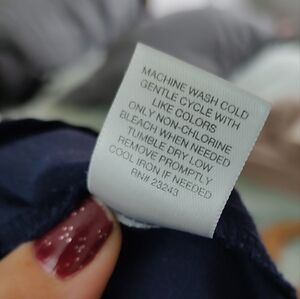 MACHINE WASH COLD
GENTLE CYCLE WITH
LIKE COLORS
ONLY NON-CHLORINE
BLEACH WHEN NEEDED
TUMBLE DRY LOW
REMOVE PROMPTLY
COOL IRON IF NEEDED
RN# 23243